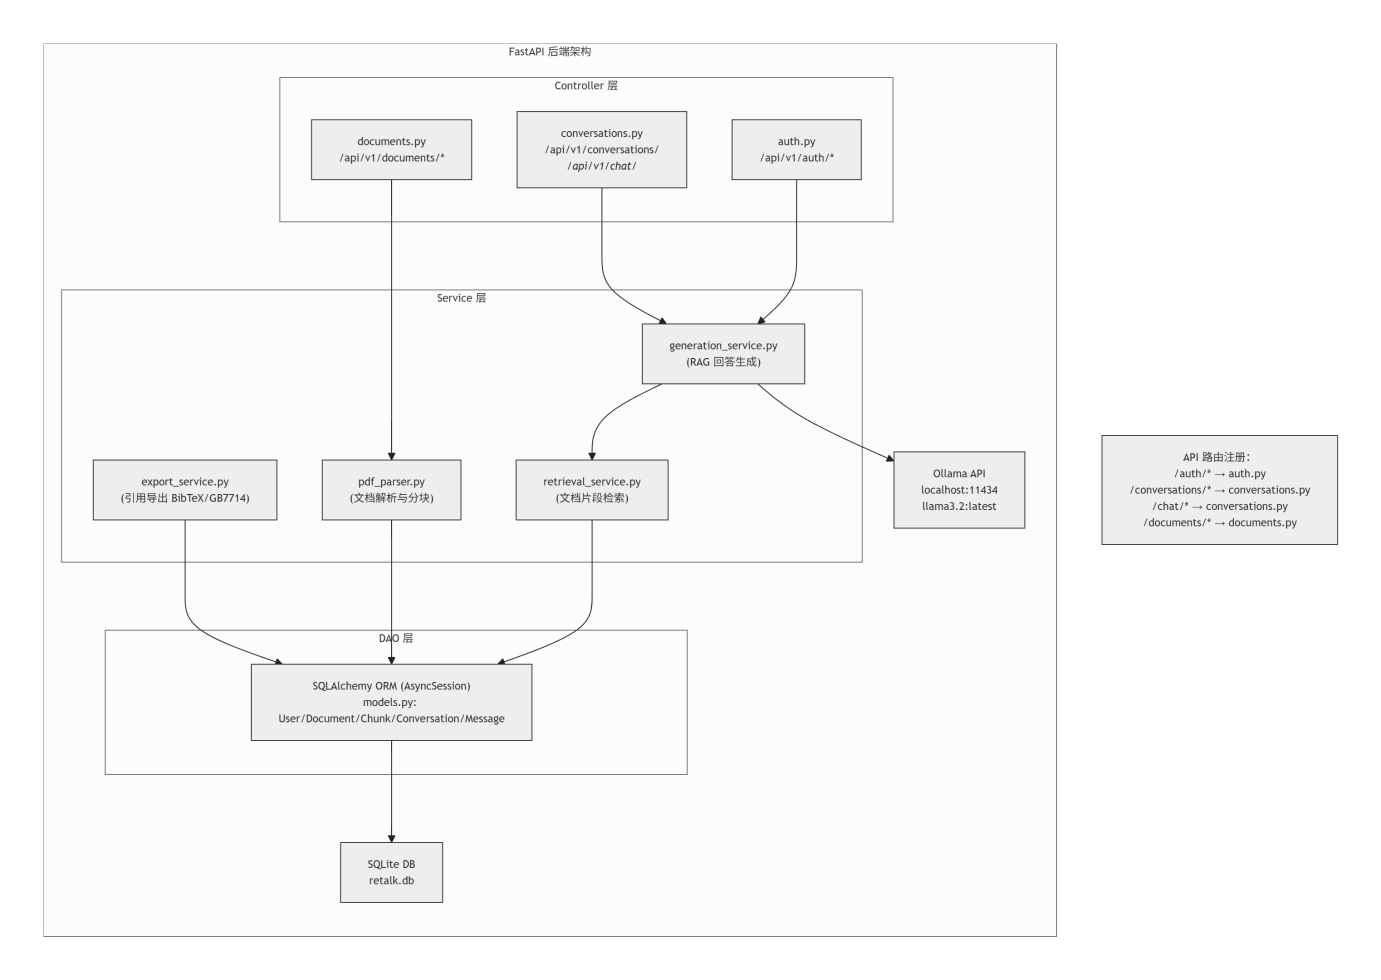 FastAPI 后端架构
Controller 层
documents.py
/api/v1/documents/*
conversations.py
/api/v1/conversations/
/api/v1/chat/
auth.py
/api/v1/auth/*
Service 层
generation_service.py
(RAG 回答生成)
export_service.py
(引用导出 BibTeX/GB7714)
pdf_parser.py
(文档解析与分块)
retrieval_service.py
(文档片段检索)
Ollama API
localhost:11434
llama3.2:latest
API 路由注册：
/auth/* → auth.py
/conversations/* → conversations.py
/chat/* → conversations.py
/documents/* → documents.py
DAO 层
SQLAlchemy ORM (AsyncSession)
models.py:
User/Document/Chunk/Conversation/Message
SQLite DB
retalk.db